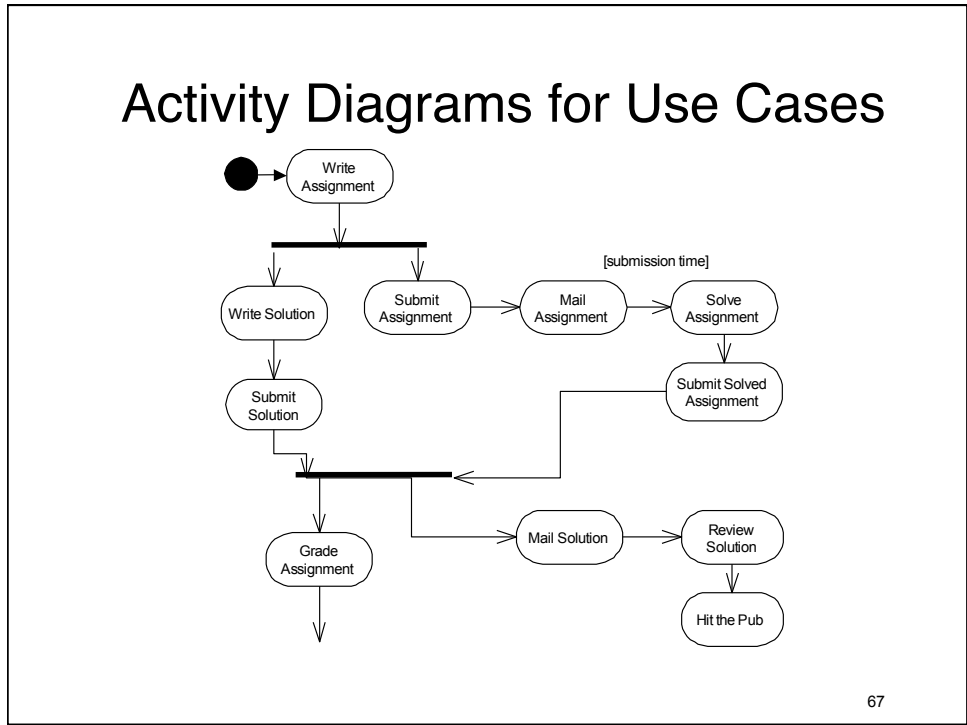 Activity Diagrams for Use Cases
Write
Assignment
[submission time]
Write Solution
Submit
Assignment
Mail
Assignment
Solve
Assignment
Submit
Solution
Submit Solved
Assignment
Grade
Assignment
Mail Solution
Review
Solution
Hit the Pub
67